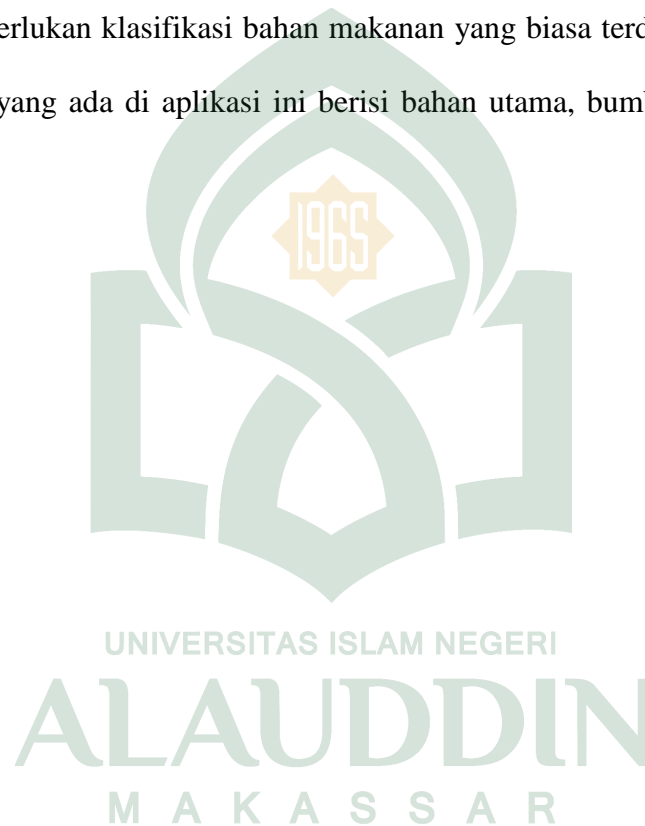 erlukan klasifikasi bahan makanan yang biasa terd
yang ada di aplikasi ini berisi bahan utama, bumb
1965
UNIVERSITAS ISLAM NEGERI
ALAUDDIN
MAKASSAR